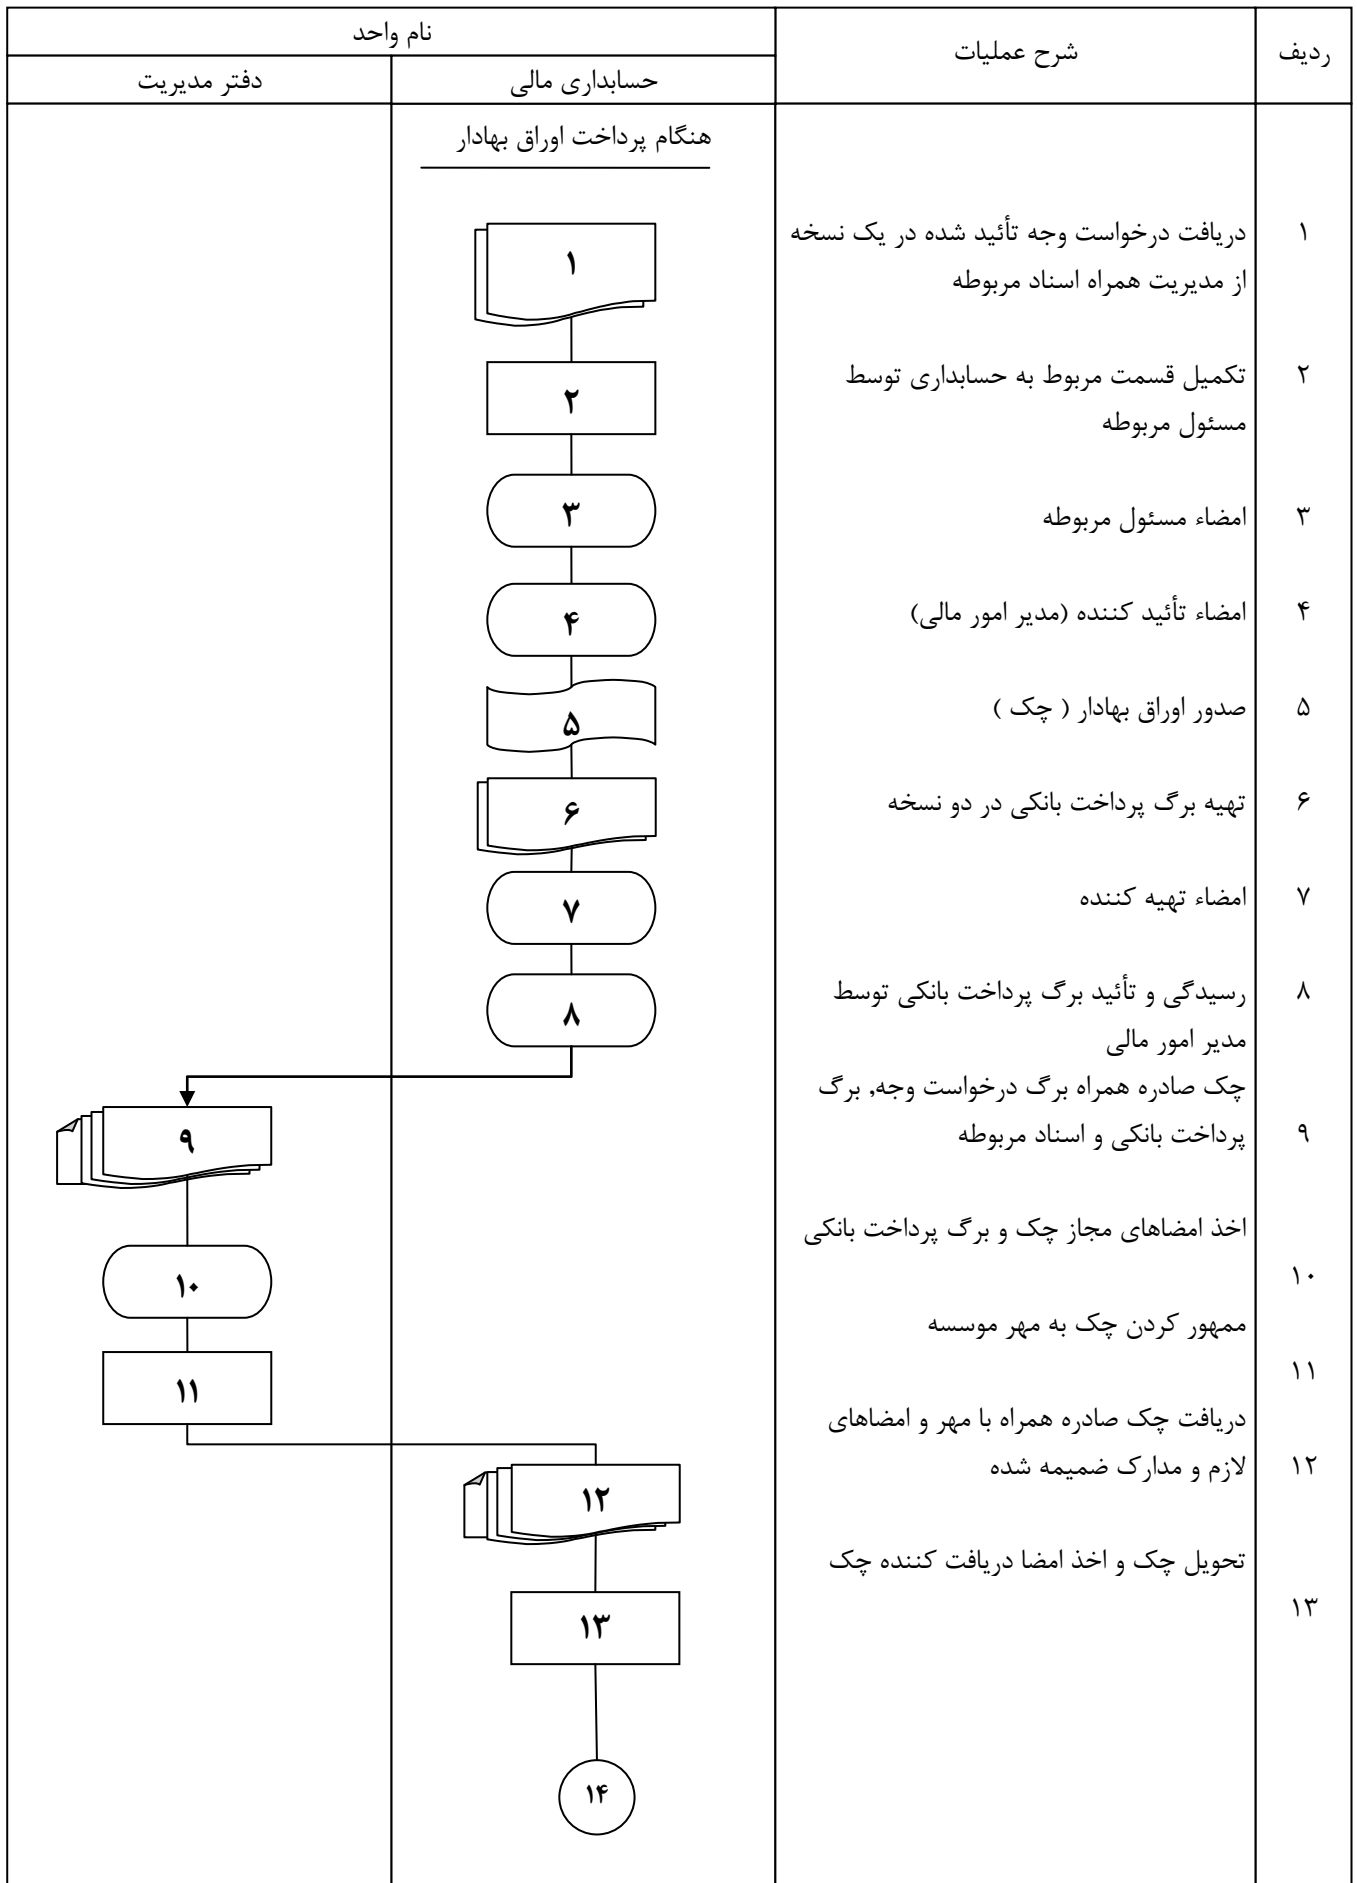 ردیف
شرح عملیات
نام واحد
حسابداری مالی
دفتر مدیریت
هنگام پرداخت اوراق بهادار
۱
دریافت درخواست وجه تأئید شده در یک نسخه
از مدیریت همراه اسناد مربوطه
۲
تکمیل قسمت مربوط به حسابداری توسط
مسئول مربوطه
۳
امضاء مسئول مربوطه
۴
امضاء تأئید کننده (مدیر امور مالی)
۵
صدور اوراق بهادار ( چک )
۶
تهیه برگ پرداخت بانکی در دو نسخه
۷
امضاء تهیه کننده
۸
رسیدگی و تأئید برگ پرداخت بانکی توسط
مدیر امور مالی
چک صادره همراه برگ درخواست وجه, برگ
۹
پرداخت بانکی و اسناد مربوطه
اخذ امضاهای مجاز چک و برگ پرداخت بانکی
۱۰
ممهور کردن چک به مهر موسسه
۱۱
دریافت چک صادره همراه با مهر و امضاهای
۱۲
لازم و مدارک ضمیمه شده
تحویل چک و اخذ امضا دریافت کننده چک
۱۳
۱
۲
۳
۴
۵
۶
۷
۸
۹
۱۰
۱۱
۱۲
۱۳
۱۴